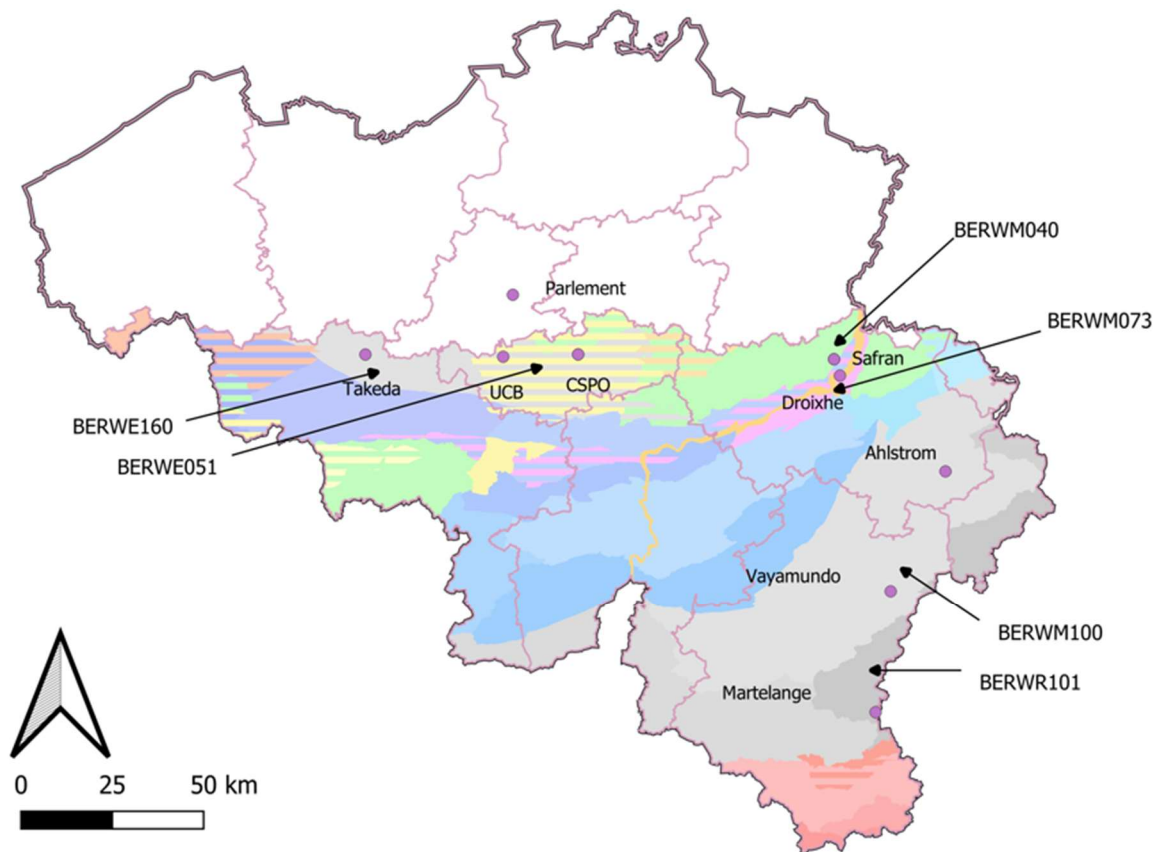 BERWM040
Parlement
BERWM073
Safran
Takeda
UCB
CSPO
Droixhe
BERWE160
BERWE051
Ahlstrom
Vayamundo
BERWM100
BERWR101
Martelange
0 25 50 km